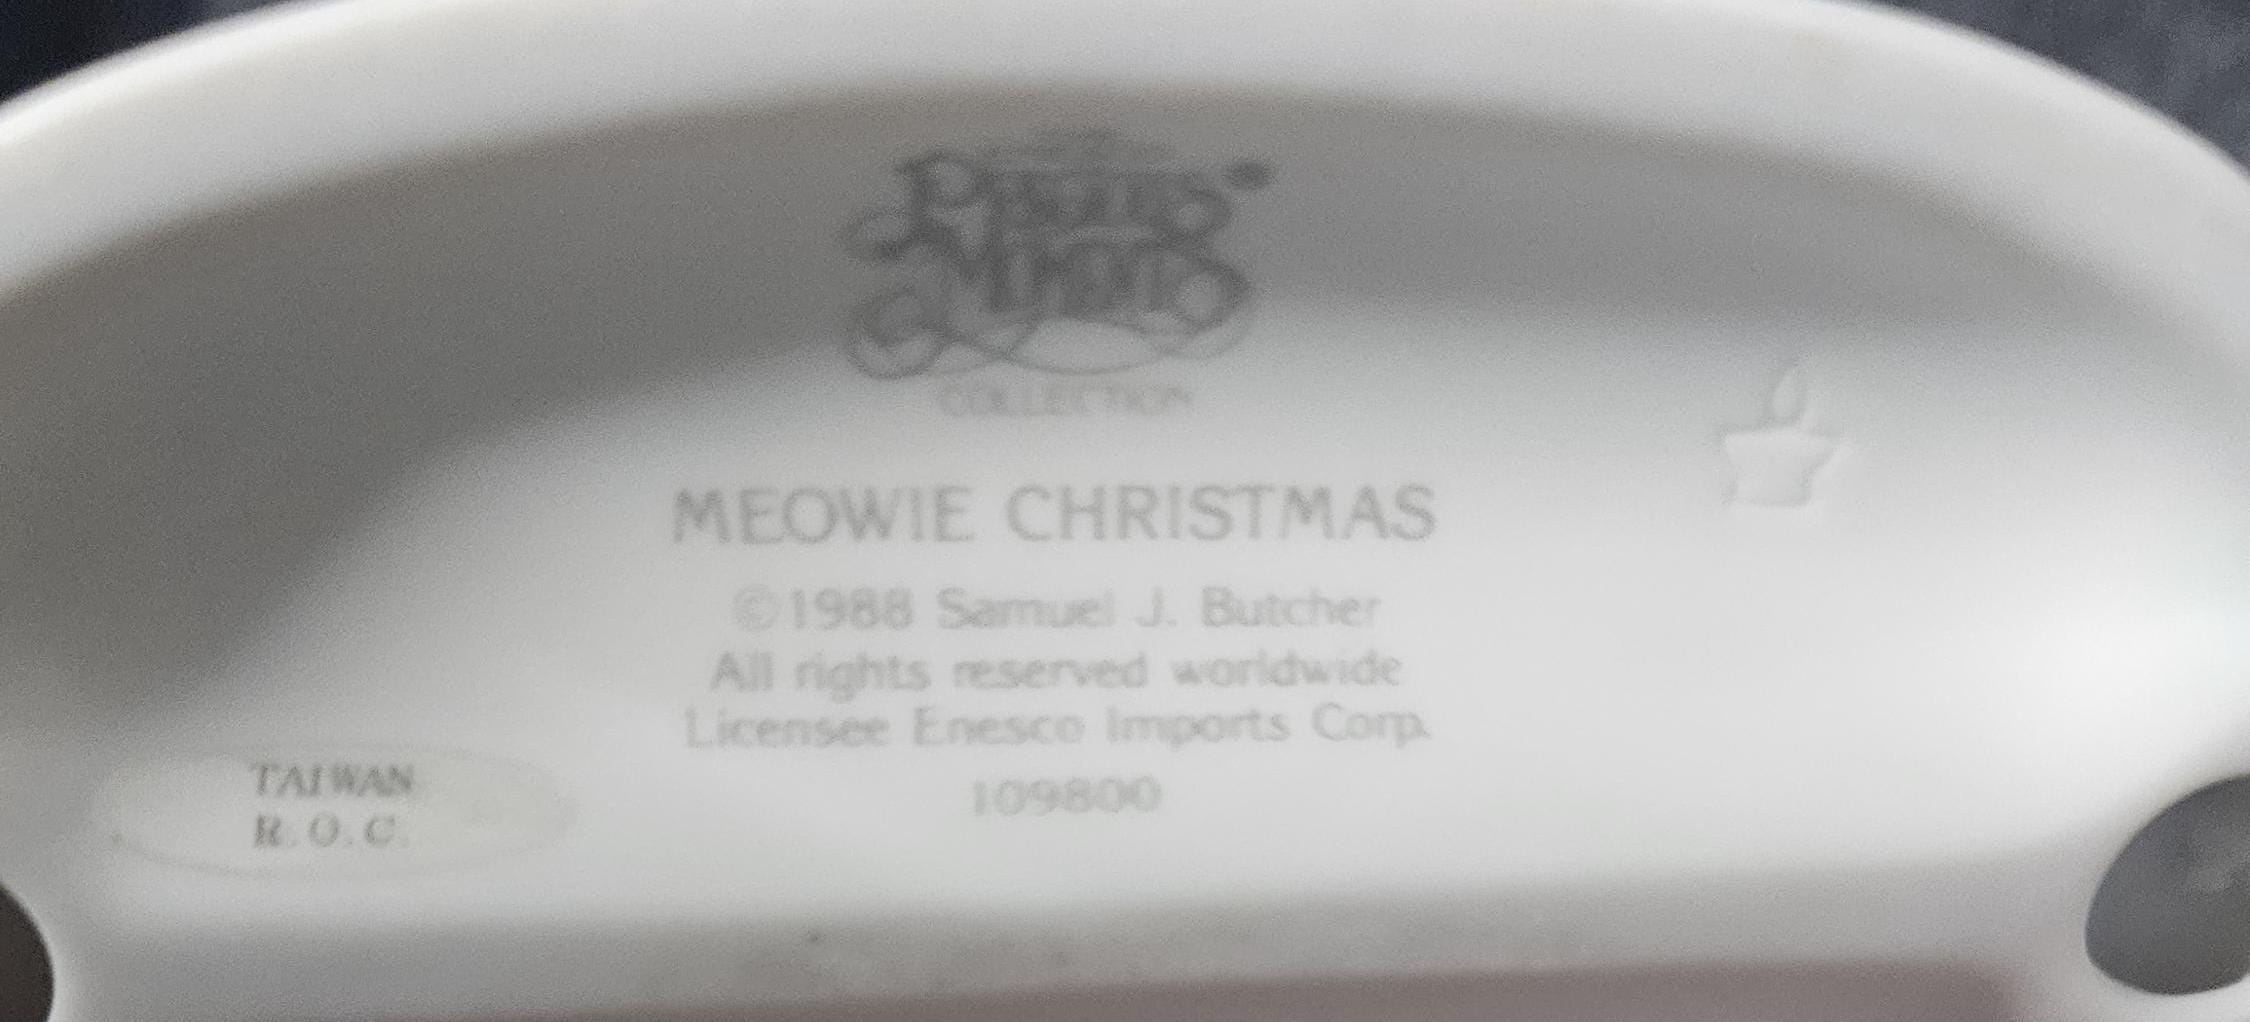 PRECIOUS
MOMENTS
COLLECTION
MEOWIE CHRISTMAS
©1988 Samuel J. Butcher
All rights reserved worldwide
Licensee Enesco Imports Corp.
109800
TAIWAN
R.O.C.